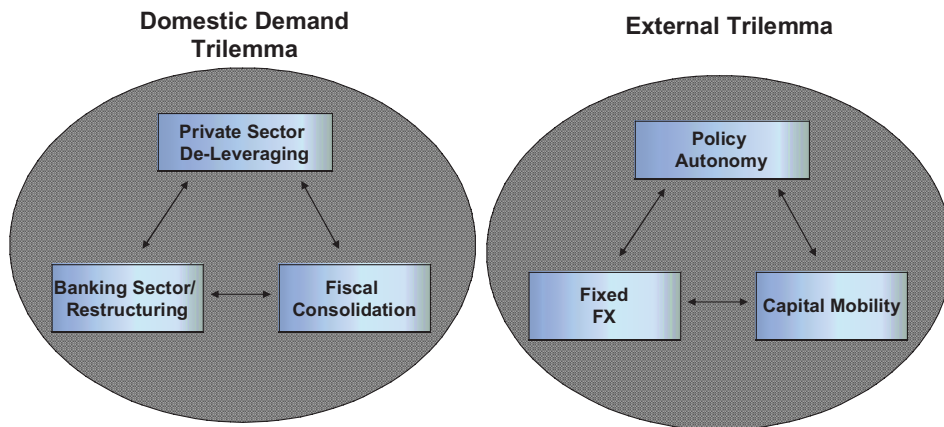 Domestic Demand
Trilemma
Private Sector
De-Leveraging
Banking Sector/
Restructuring
Fiscal
Consolidation
External Trilemma
Policy
Autonomy
Fixed
FX
Capital Mobility